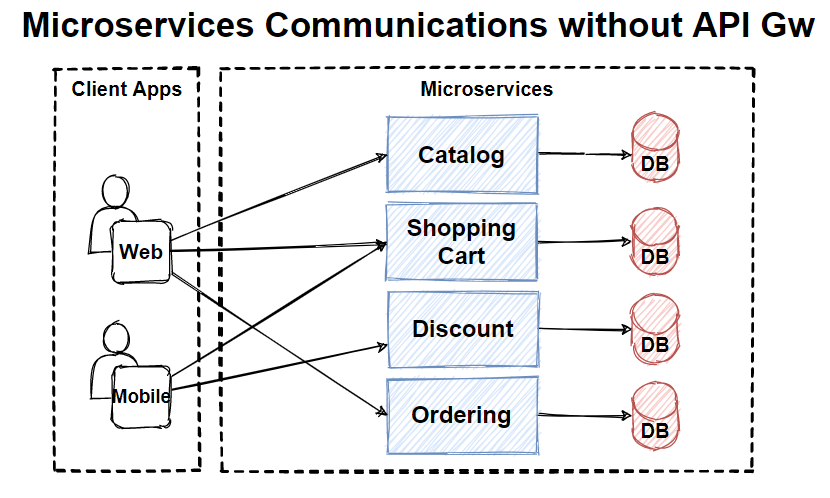 Microservices Communications without API Gw
Client Apps
Microservices
Web
Mobile
Catalog
DB
Shopping
Cart
DB
Discount
DB
Ordering
DB